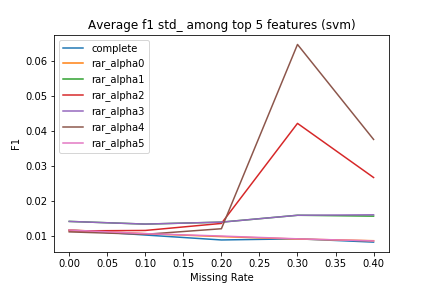 Average f1 std_ among top 5 features (svm)
complete
rar_alpha0
rar_alpha1
rar_alpha2
rar_alpha3
rar_alpha4
rar_alpha5
F1
0.06
0.05
0.04
0.03
0.02
0.01
0.00 0.05 0.10 0.15 0.20 0.25 0.30 0.35 0.40
Missing Rate